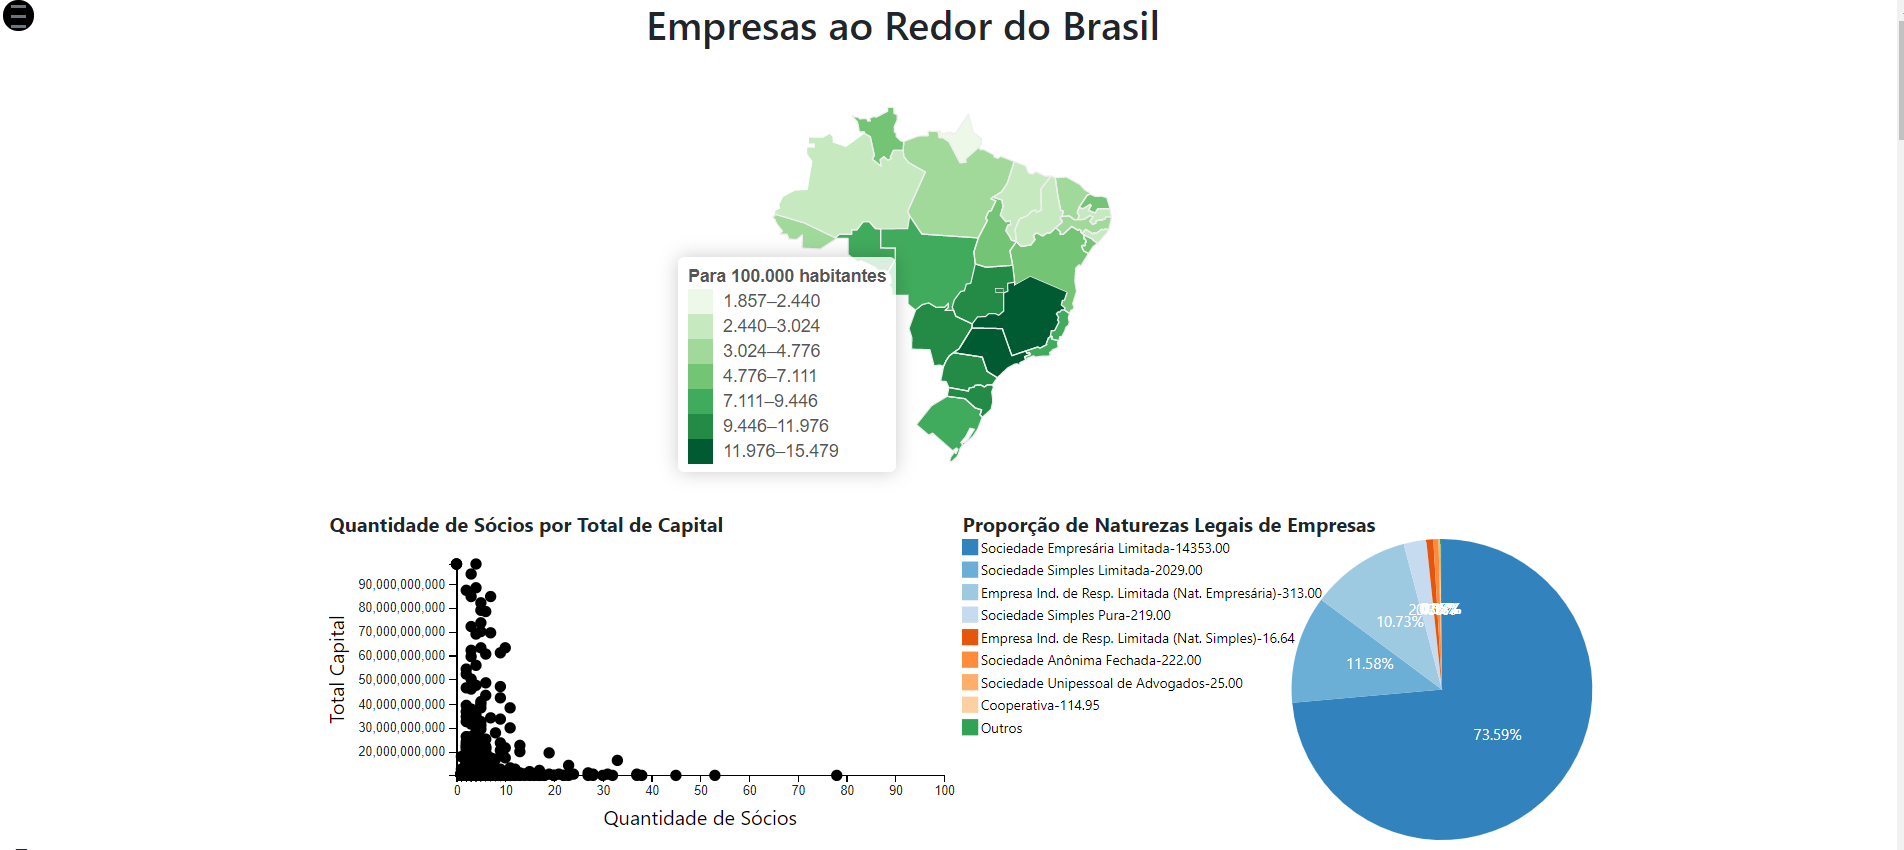 Empresas ao Redor do Brasil
Para 100.000 habitantes
1.857–2.440
2.440–3.024
3.024–4.776
4.776–7.111
7.111–9.446
9.446–11.976
11.976–15.479
Quantidade de Sócios por Total de Capital
Total Capital
90,000,000,000
80,000,000,000
70,000,000,000
60,000,000,000
50,000,000,000
40,000,000,000
30,000,000,000
20,000,000,000
0 10 20 30 40 50 60 70 80 90 100
Quantidade de Sócios
Proporção de Naturezas Legais de Empresas
Sociedade Empresária Limitada-14353.00
Sociedade Simples Limitada-2029.00
Empresa Ind. de Resp. Limitada (Nat. Empresária)-313.00
Sociedade Simples Pura-219.00
Empresa Ind. de Resp. Limitada (Nat. Simples)-16.64
Sociedade Anônima Fechada-222.00
Sociedade Unipessoal de Advogados-25.00
Cooperativa-114.95
Outros
10.73%
11.58%
73.59%